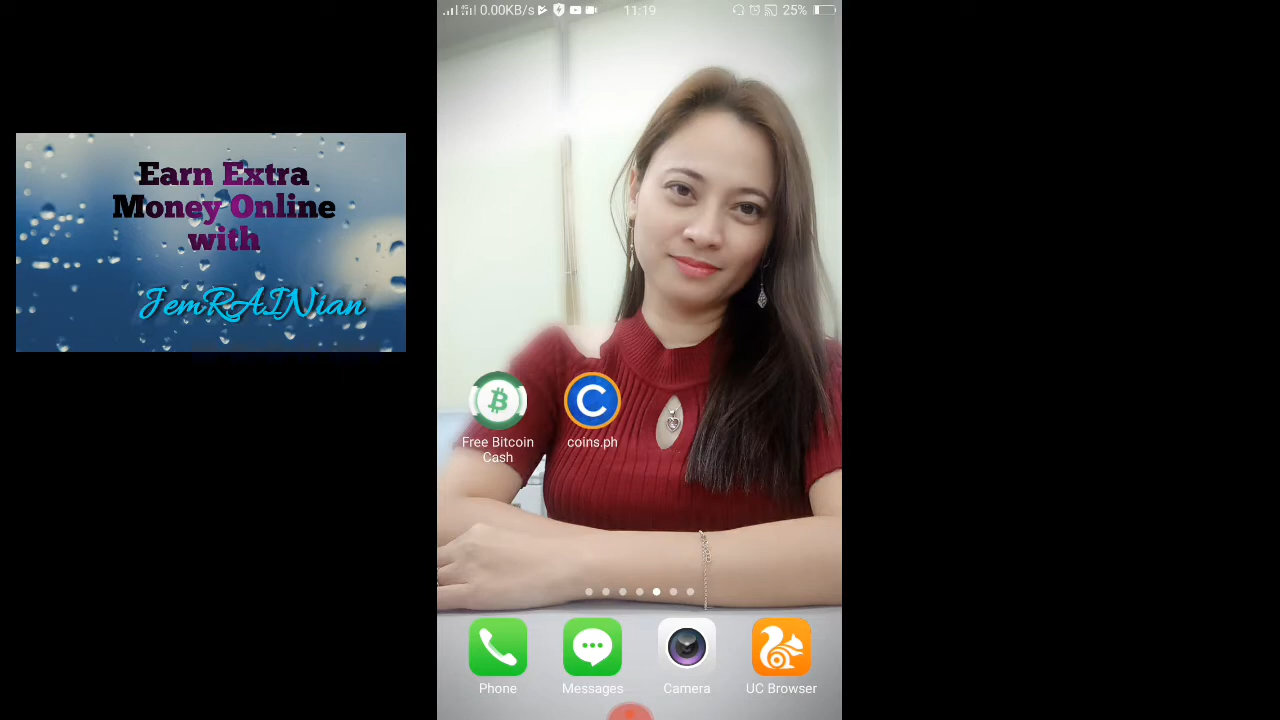 0.00KB/s
11:19
25%
Earn Extra
Money Online
with
JemRAINian
Free Bitcoin
Cash
coins.ph
Phone
Messages
Camera
UC Browser